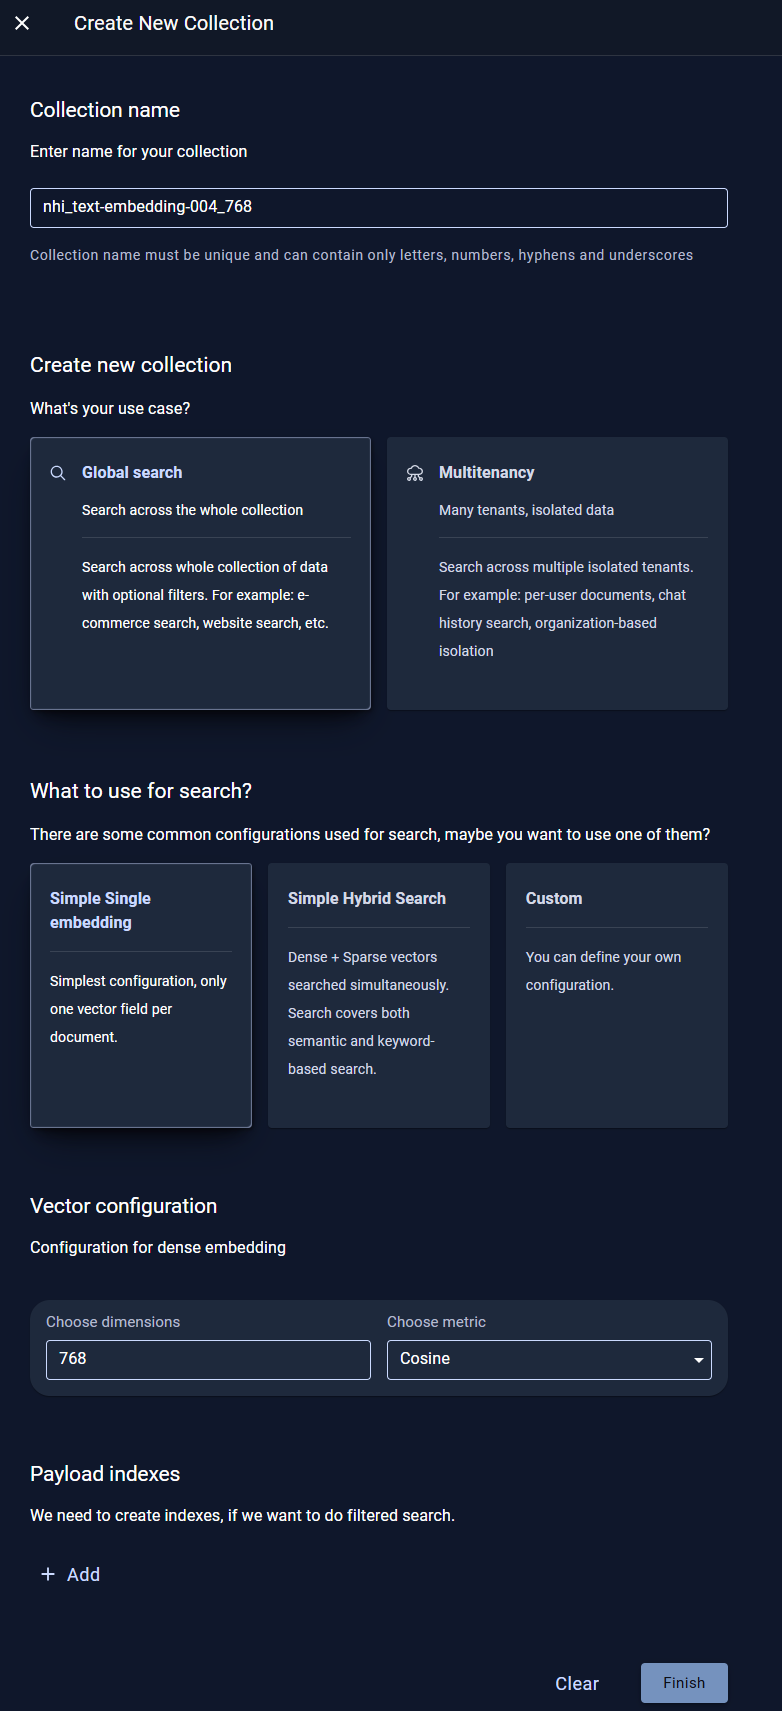 Create New Collection
Collection name
Enter name for your collection
nhi_text-embedding-004_768
Collection name must be unique and can contain only letters, numbers, hyphens and underscores
Create new collection
What's your use case?
Global search
Search across the whole collection
Search across whole collection of data
with optional filters. For example: e-
commerce search, website search, etc.
Multitenancy
Many tenants, isolated data
Search across multiple isolated tenants.
For example: per-user documents, chat
history search, organization-based
isolation
What to use for search?
There are some common configurations used for search, maybe you want to use one of them?
Simple Single
embedding
Simplest configuration, only
one vector field per
document.
Simple Hybrid Search
Dense + Sparse vectors
searched simultaneously.
Search covers both
semantic and keyword-
based search.
Custom
You can define your own
configuration.
Vector configuration
Configuration for dense embedding
Choose dimensions
768
Choose metric
Cosine
Payload indexes
We need to create indexes, if we want to do filtered search.
+ Add
Clear
Finish